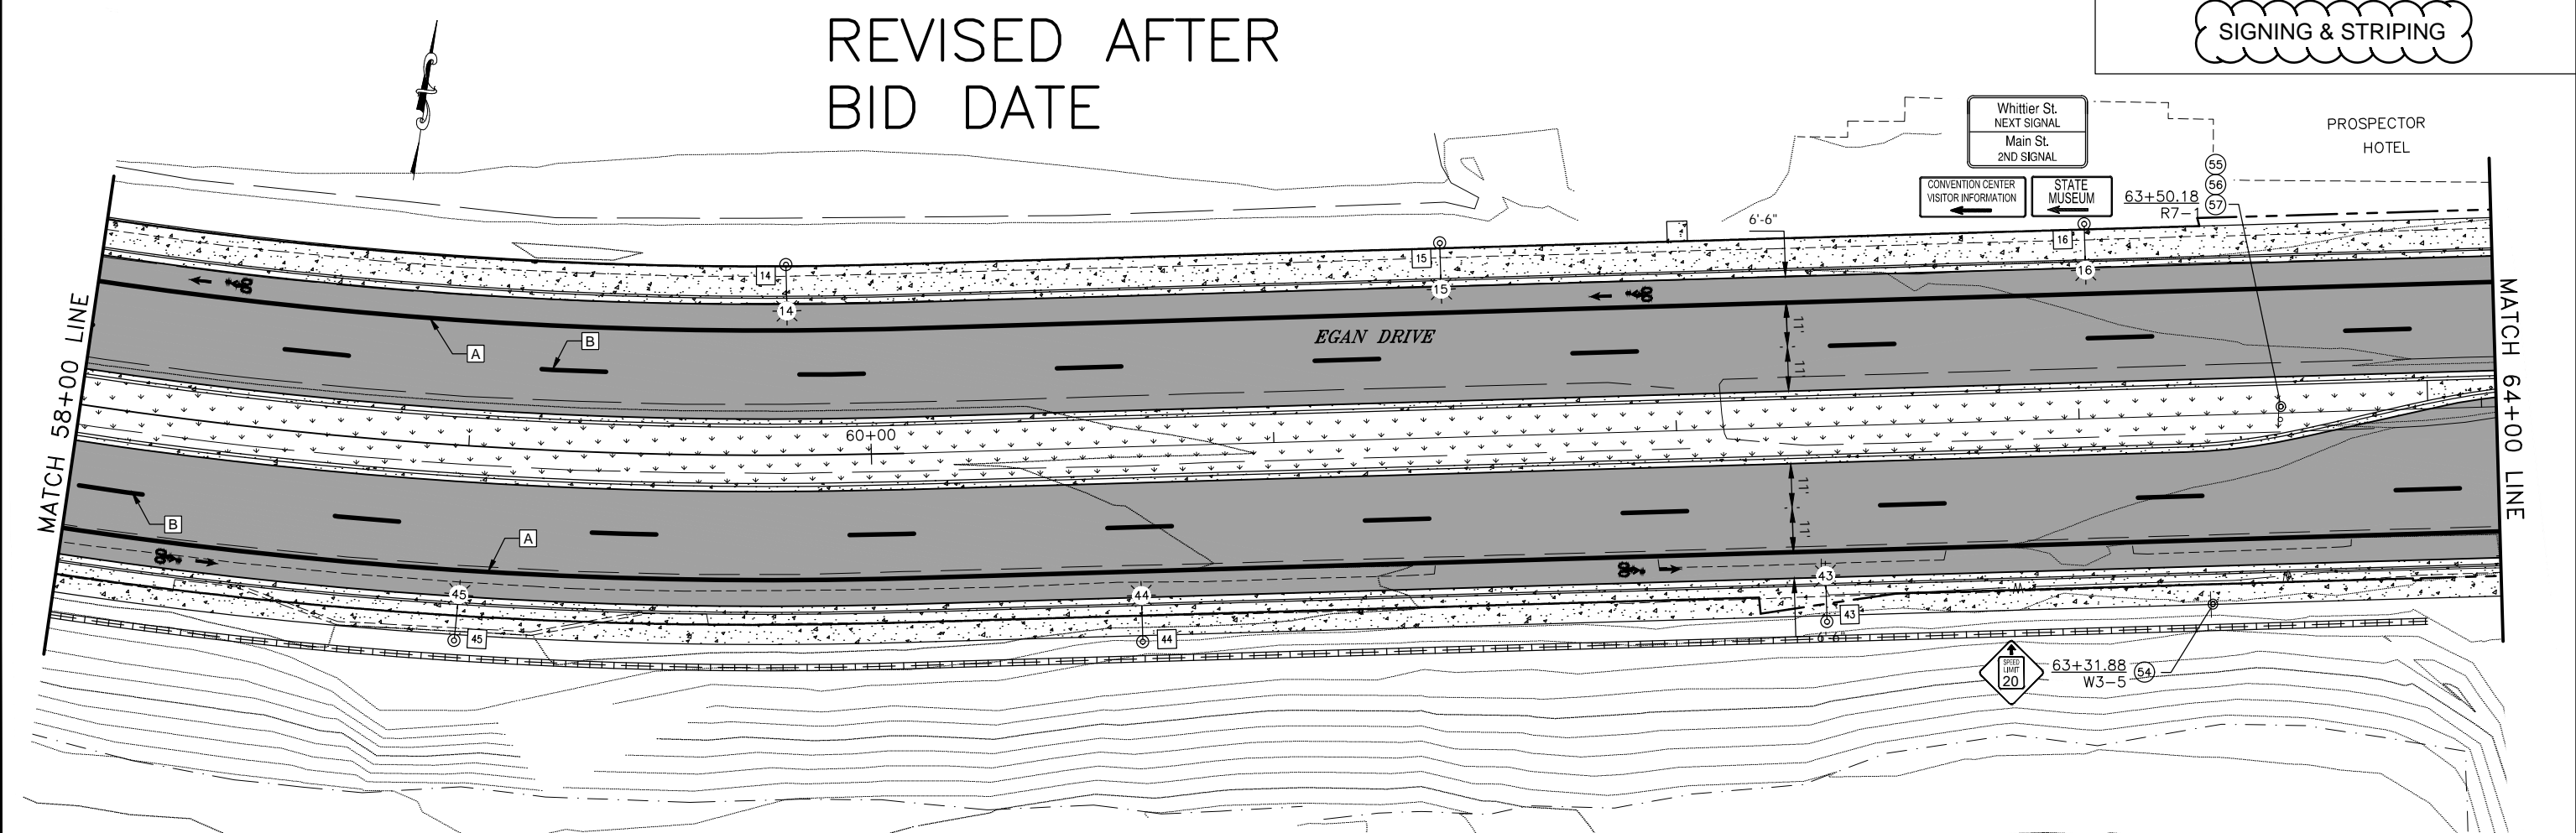 REVISED AFTER
BID DATE
SIGNING & STRIPING
Whittier St.
NEXT SIGNAL
Main St.
2ND SIGNAL
PROSPECTOR
HOTEL
CONVENTION CENTER
VISITOR INFORMATION
STATE
MUSEUM
63+50.18
R7-1
55
56
57
6'-6"
14
15
16
14
15
16
MATCH 58+00 LINE
MATCH 64+00 LINE
EGAN DRIVE
A
B
11'
11'
60+00
11'
11'
B
A
45
44
43
45
44
43
SPEED
LIMIT
20
63+31.88
W3-5
54